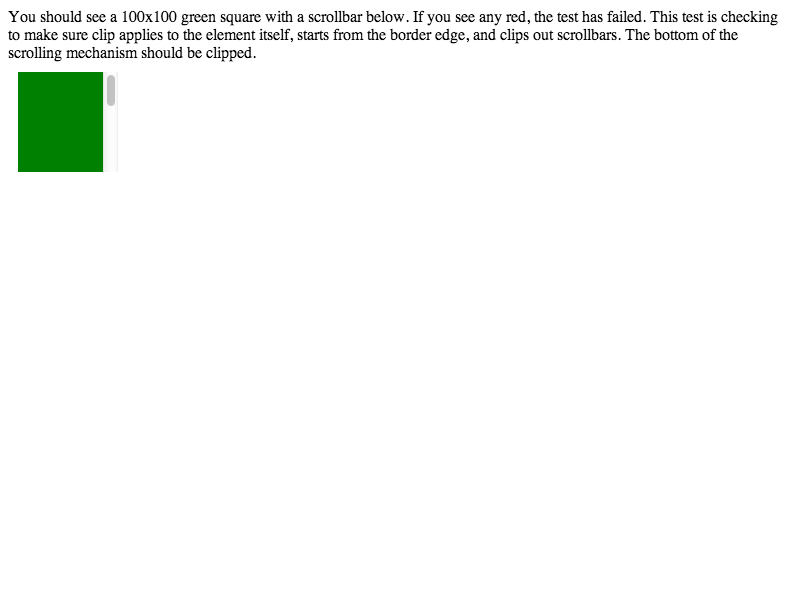 You should see a 100x100 green square with a scrollbar below. If you see any red, the test has failed. This test is checking
to make sure clip applies to the element itself, starts from the border edge, and clips out scrollbars. The bottom of the
scrolling mechanism should be clipped.